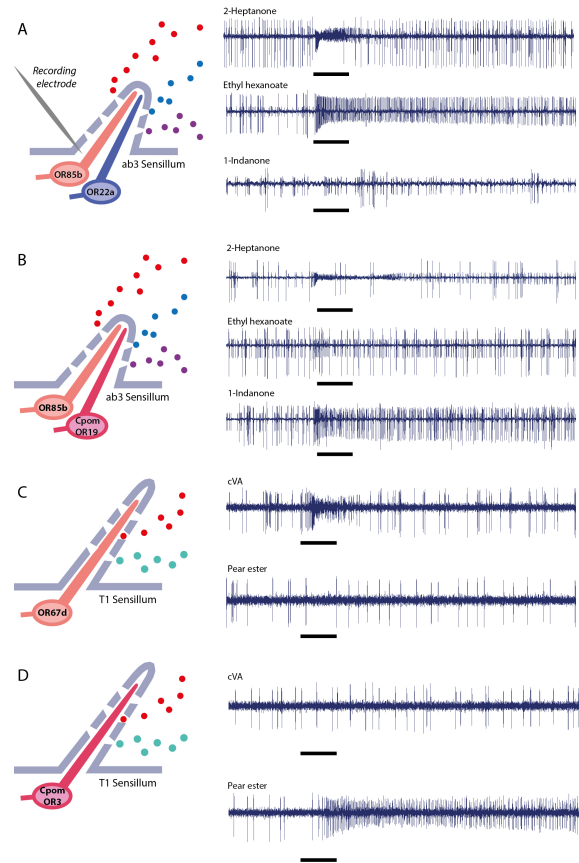 A
2-Heptanone
Recording
electrode
Ethyl hexanoate
1-Indanone
ab3 Sensillum
OR85b
OR22a
B
2-Heptanone
Ethyl hexanoate
1-Indanone
ab3 Sensillum
OR85b
Cpom
OR19
C
cVA
Pear ester
T1 Sensillum
OR67d
D
cVA
T1 Sensillum
Cpom
OR3
Pear ester